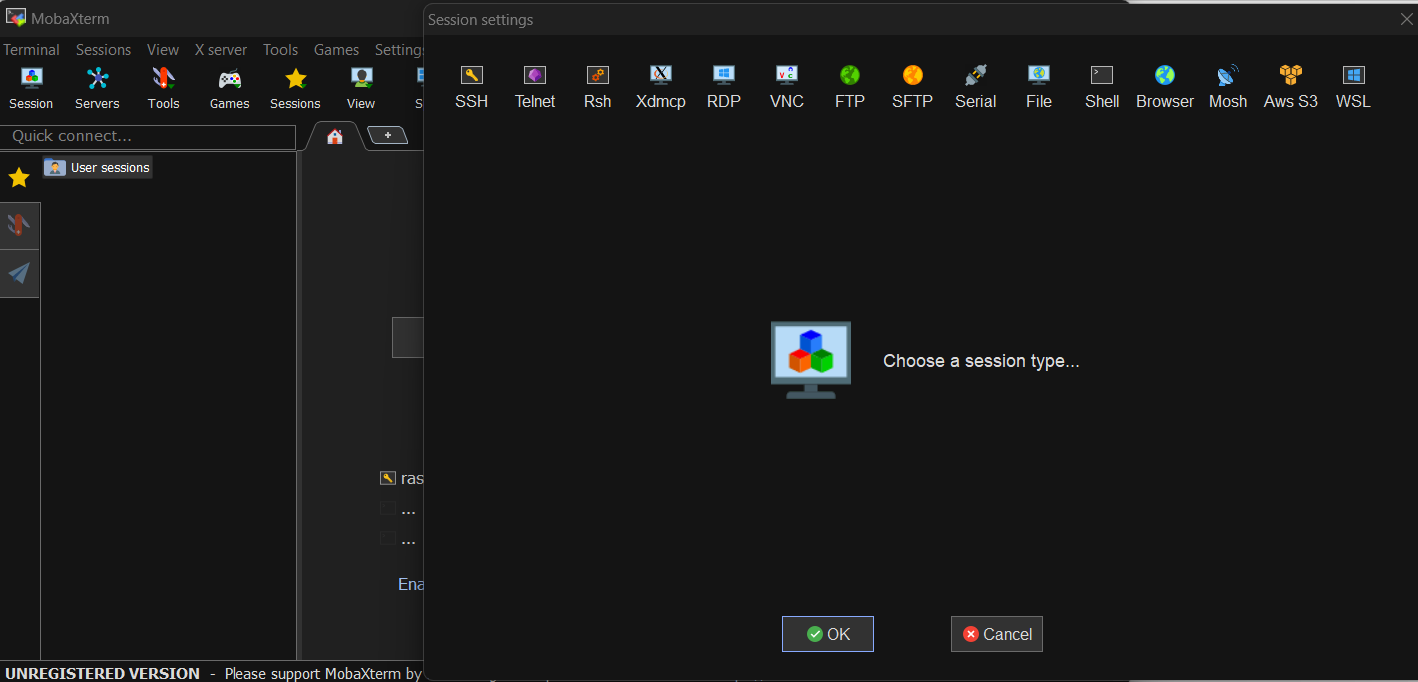 MobaXterm
Session settings
Terminal Sessions View X server Tools Games Settings
Session Servers Tools Games Sessions View
SSH Telnet Rsh Xdmcp RDP VNC FTP SFTP Serial File Shell Browser Mosh Aws S3 WSL
Quick connect...
User sessions
Choose a session type...
ras
...
...
Ena
OK Cancel
UNREGISTERED VERSION - Please support MobaXterm by